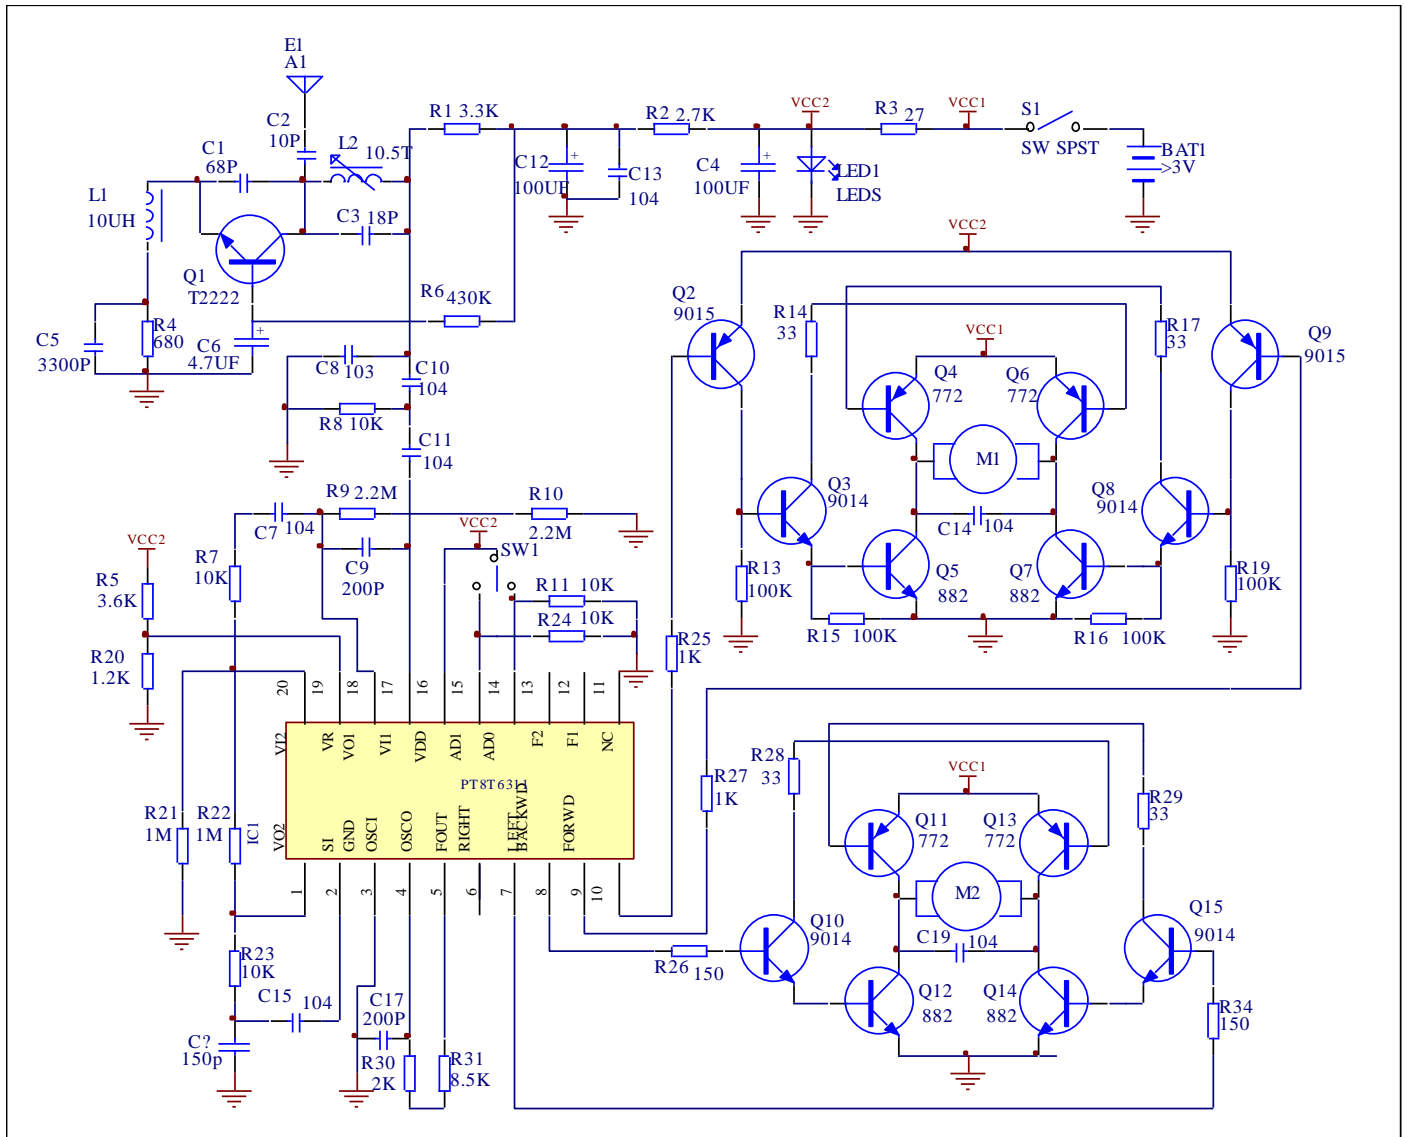 E1
A1
C2
10P
L2
10.5T
C1
68P
L1
10UH
C3 18P
Q1
T2222
C5
3300P
R4
680
C6
4.7UF
R1 3.3K
R6
430K
C8 103
C10
104
R8 10K
C11
104
C12
100UF
C13
104
R2 2.7K
C4
100UF
VCC2
LED1
LEDS
R3 27
VCC1
S1
SW SPST
BAT1
>3V
VCC2
Q2
9015
R14
33
VCC1
R17
33
Q9
9015
Q4
772
Q6
772
M1
Q3
9014
Q8
9014
C14 104
Q5
882
Q7
882
R13
100K
R19
100K
R15 100K
R16 100K
R9 2.2M
C7 104
C9
200P
R10
2.2M
VCC2
SW1
R11 10K
R24 10K
VCC2
R7
10K
R5
3.6K
R20
1.2K
R25
1K
20
19
18
17
16
15
14
13
12
11
VI2
VR
VO1
VI1
VDD
AD1
AD0
F2
F1
NC
PT8T6311
VO2
SI
GND
OSCI
OSCO
FOUT
RIGHT
LEFT
BACKWD
FORWD
IC1
1
2
3
4
5
6
7
8
9
10
R21
1M
R22
1M
R23
10K
C15 104
C?
150p
C17
200P
R30
2K
R31
8.5K
R27
1K
R26 150
R28
33
VCC1
R29
33
Q11
772
Q13
772
M2
Q10
9014
Q15
9014
C19 104
Q12
882
Q14
882
R34
150